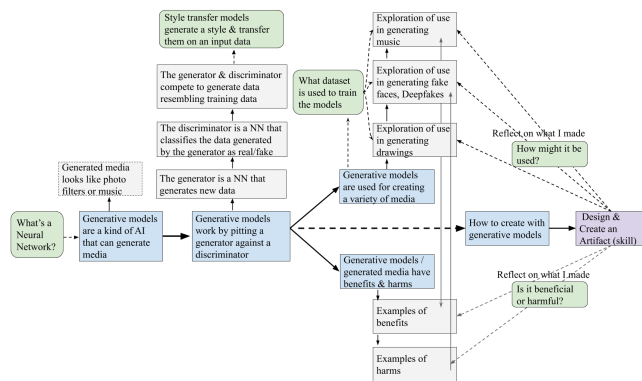 Style transfer models
generate a style & transfer
them on an input data
The generator & discriminator
compete to generate data
resembling training data
The discriminator is a NN that
classifies the data generated
by the generator as real/fake
The generator is a NN that
generates new data
Generated media
looks like photo
filters or music
What's a
Neural
Network?
Generative models
are a kind of AI
that can generate
media
Generative models
work by pitting a
generator against a
discriminator
What dataset
is used to train
the models
Exploration of use
in generating
music
Exploration of use
in generating fake
faces, Deepfakes
Exploration of use
in generating
drawings
Generative models
are used for creating
a variety of media
Generative models /
generated media have
benefits & harms
Examples of
benefits
Examples of
harms
How to create with
generative models
Reflect on what I made
How might it be
used?
Design &
Create an
Artifact (skill)
Reflect on what I made
Is it beneficial
or harmful?